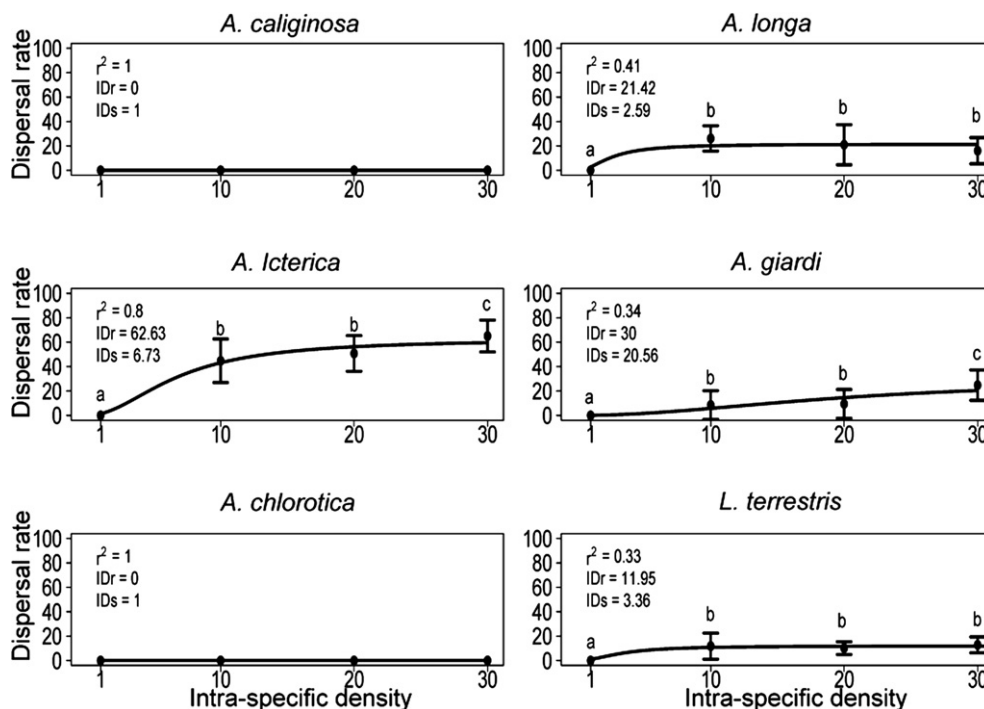 A. caliginosa
Dispersal rate
100
80
60
40
20
0
r² = 1
IDr = 0
IDs = 1
1 10 20 30
A. longa
100
80
60
40
20
0
r² = 0.41
IDr = 21.42
IDs = 2.59
a b b b
1 10 20 30
A. Icterica
Dispersal rate
100
80
60
40
20
0
r² = 0.8
IDr = 62.63
IDs = 6.73
a b b c
1 10 20 30
A. giardi
100
80
60
40
20
0
r² = 0.34
IDr = 30
IDs = 20.56
a b b c
1 10 20 30
A. chlorotica
Dispersal rate
100
80
60
40
20
0
r² = 1
IDr = 0
IDs = 1
1 10 20 30
Intra-specific density
L. terrestris
100
80
60
40
20
0
r² = 0.33
IDr = 11.95
IDs = 3.36
a b b b
1 10 20 30
Intra-specific density